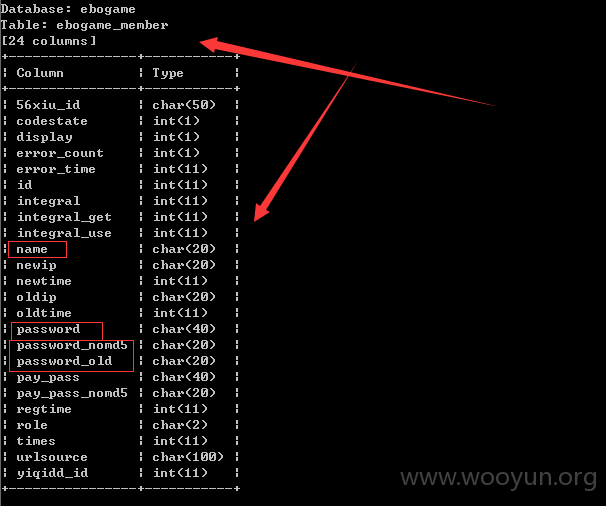 Database: ebogame
Table: ebogame_member
[24 columns]
+----------------+-----------+
| Column | Type |
+----------------+-----------+
| 56xiu_id | char(50) |
| codestate | int(1) |
| display | int(1) |
| error_count | int(1) |
| error_time | int(11) |
| id | int(11) |
| integral | int(11) |
| integral_get | int(11) |
| integral_use | int(11) |
| name | char(20) |
| newip | char(20) |
| newtime | int(11) |
| oldip | char(20) |
| oldtime | int(11) |
| password | char(40) |
| password_nomd5 | char(20) |
| password_old | char(20) |
| pay_pass | char(40) |
| pay_pass_nomd5 | char(20) |
| regtime | int(11) |
| role | char(2) |
| times | int(11) |
| urlsource | char(100) |
| yiqidd_id | int(11) |
+----------------+-----------+
www.wooyun.org